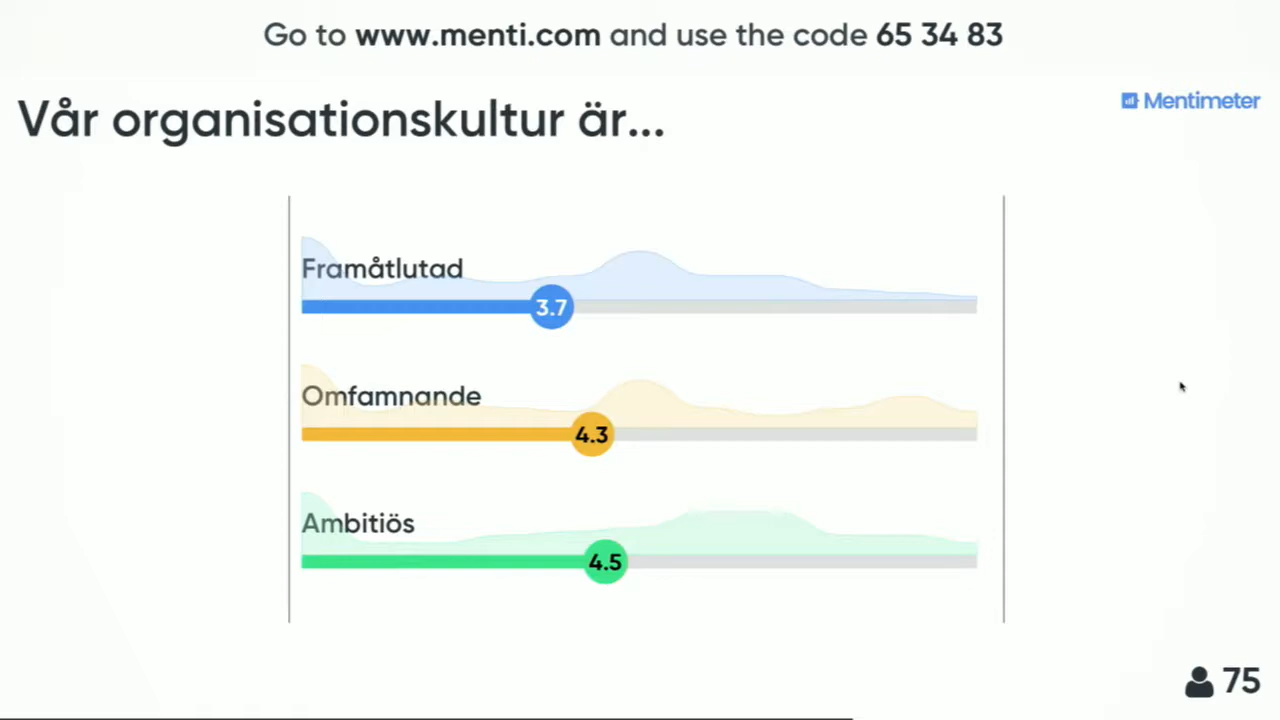 Go to www.menti.com and use the code 65 34 83
Vår organisationskultur är...
Mentimeter
Framåtlutad
3.7
Omfamnande
4.3
Ambitiös
4.5
75